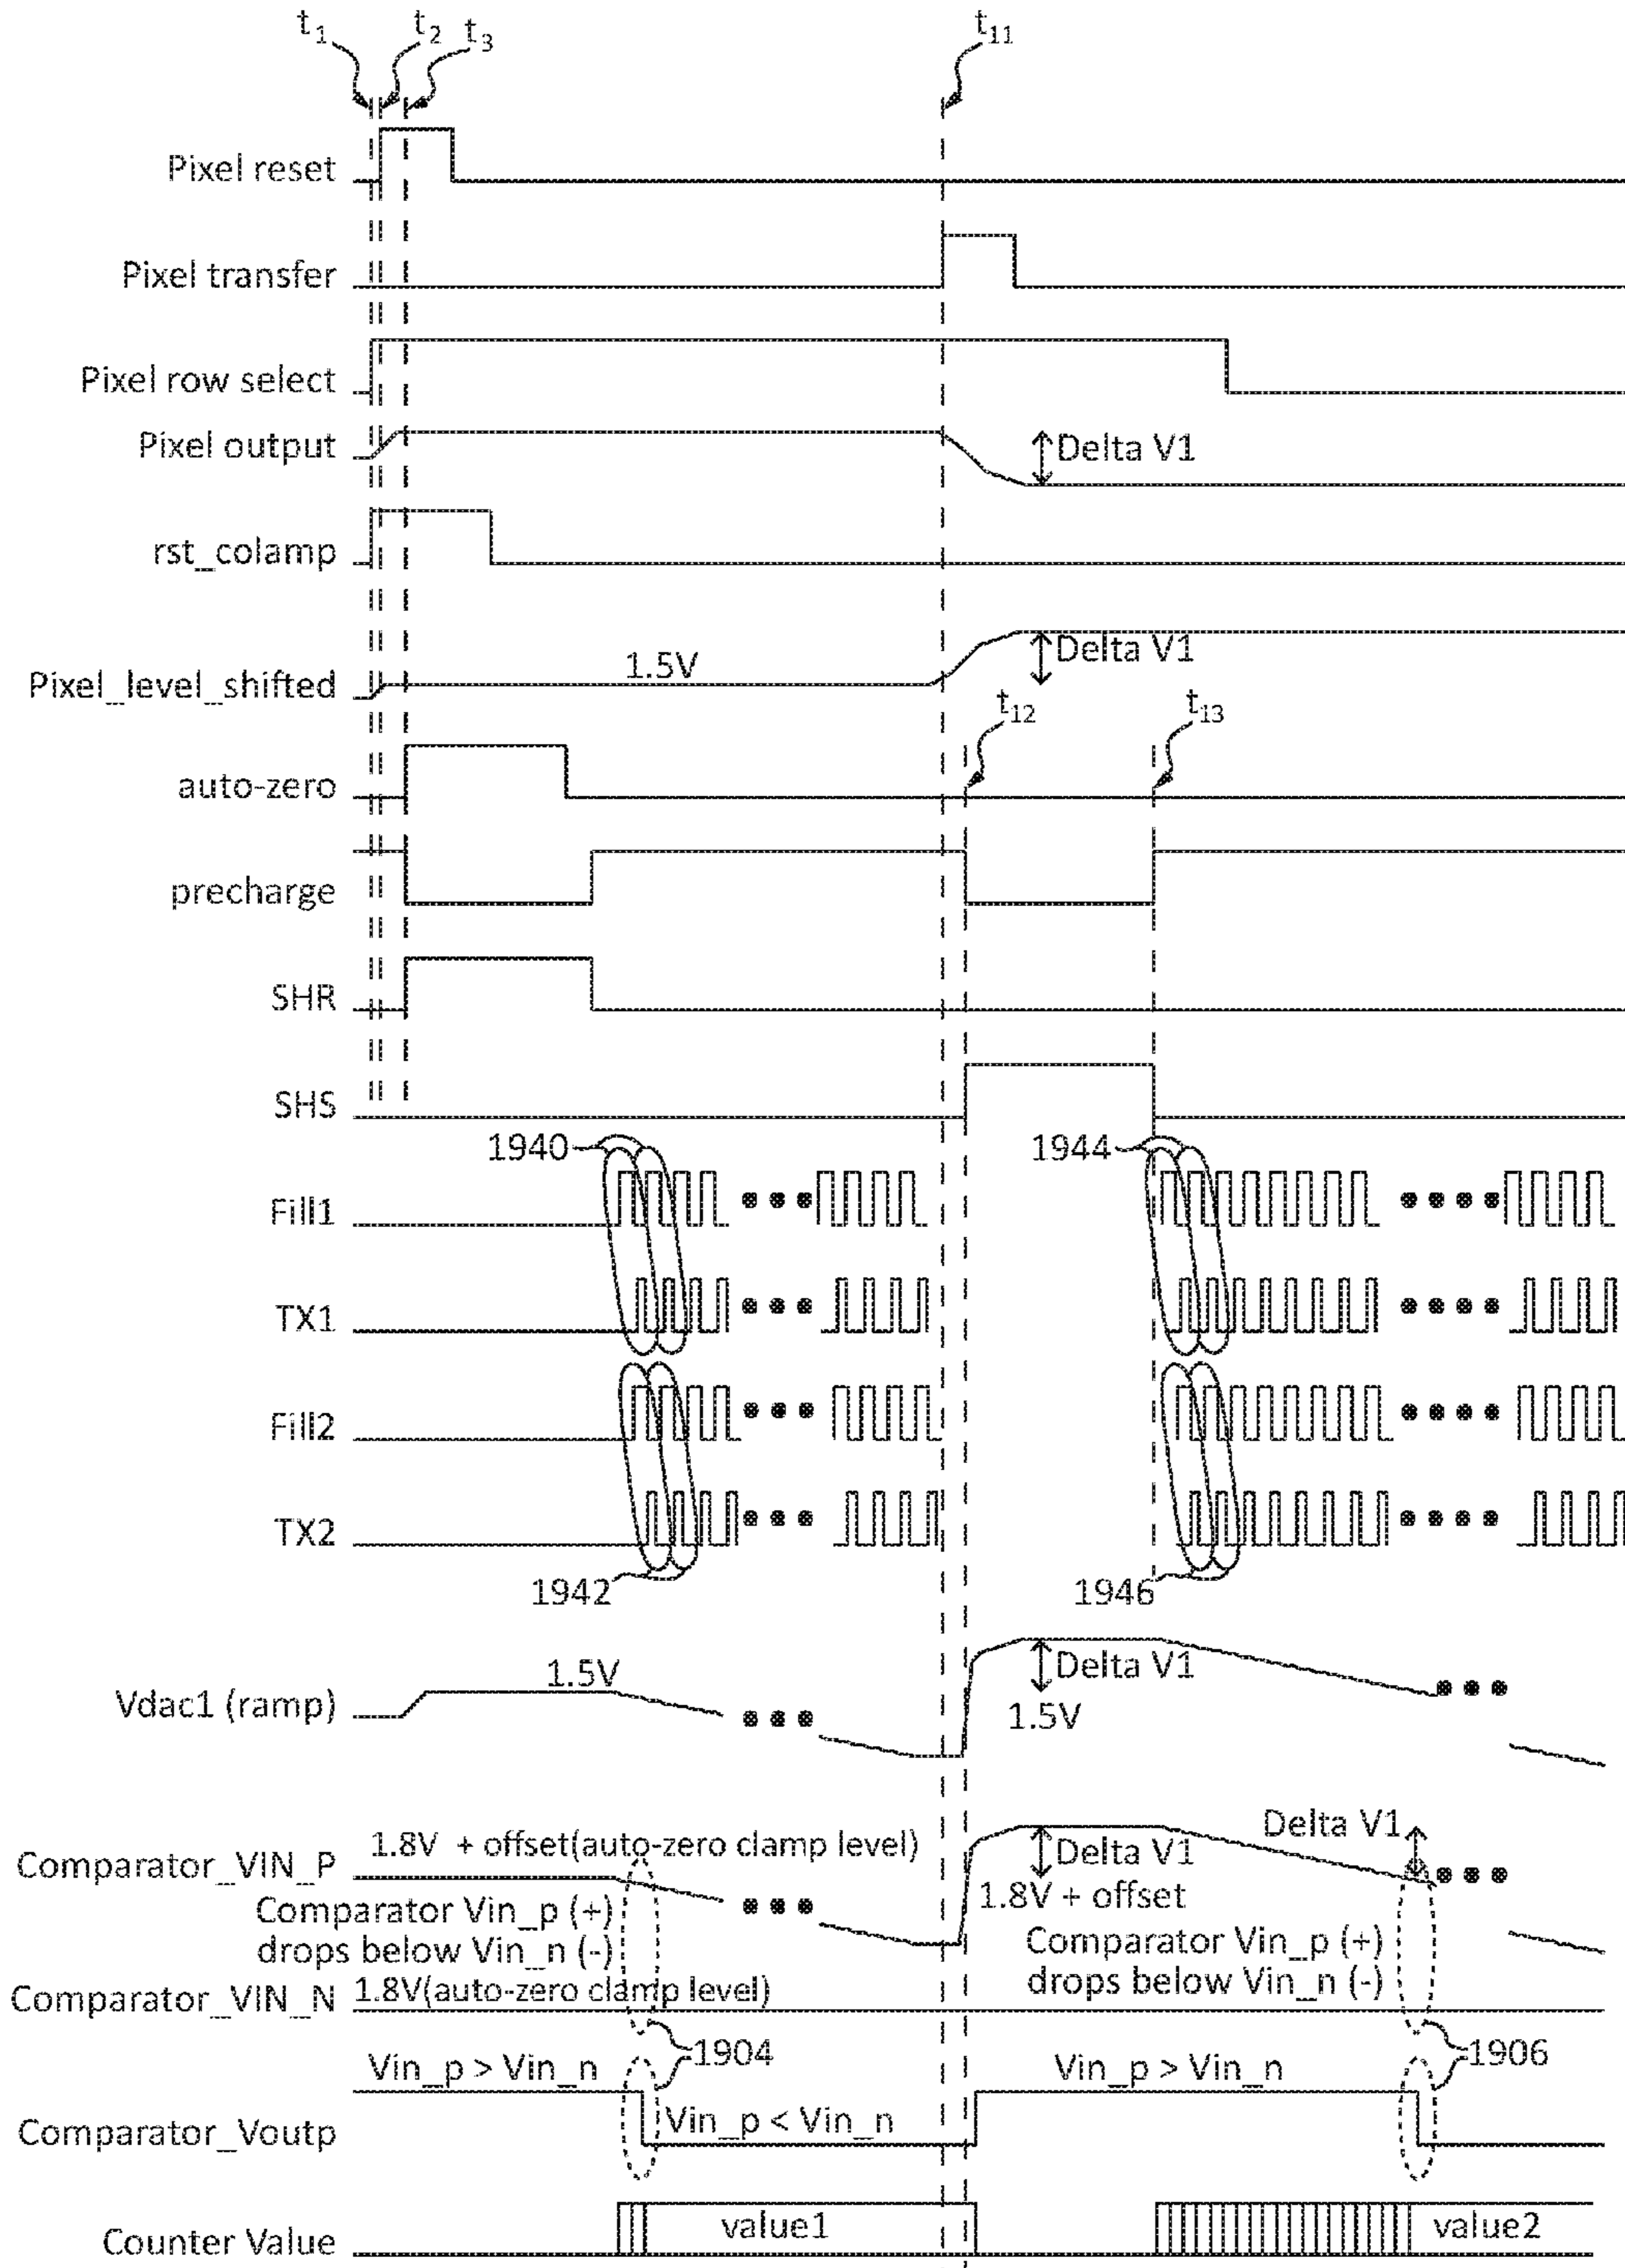 t1 t2 t3 t11
Pixel reset
Pixel transfer
Pixel row select
Pixel output
Delta V1
rst_colamp
Pixel_level_shifted
1.5V
Delta V1
t12 t13
auto-zero
precharge
SHR
SHS
1940 1944
Fill1
TX1
Fill2
TX2
1942 1946
Vdac1 (ramp)
1.5V
Delta V1
1.5V
Comparator_VIN_P
1.8V + offset(auto-zero clamp level)
Delta V1
Delta V1
1.8V + offset
Comparator Vin_p (+)
drops below Vin_n (-)
Comparator Vin_p (+)
drops below Vin_n (-)
Comparator_VIN_N
1.8V(auto-zero clamp level)
1904 1906
Vin_p > Vin_n
Vin_p > Vin_n
Comparator_Voutp
Vin_p < Vin_n
Counter Value
value1
value2